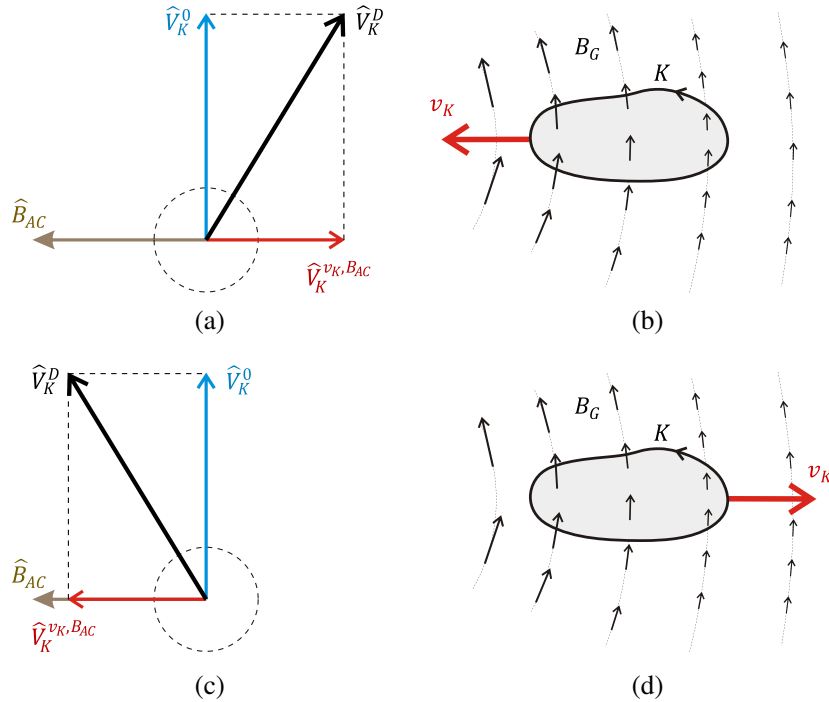 V̂_K^0
V̂_K^D
B̂_AC
V̂_K^{v_K, B_AC}
(a)
B_G
K
v_K
(b)
V̂_K^D
V̂_K^0
B̂_AC
V̂_K^{v_K, B_AC}
(c)
B_G
K
v_K
(d)